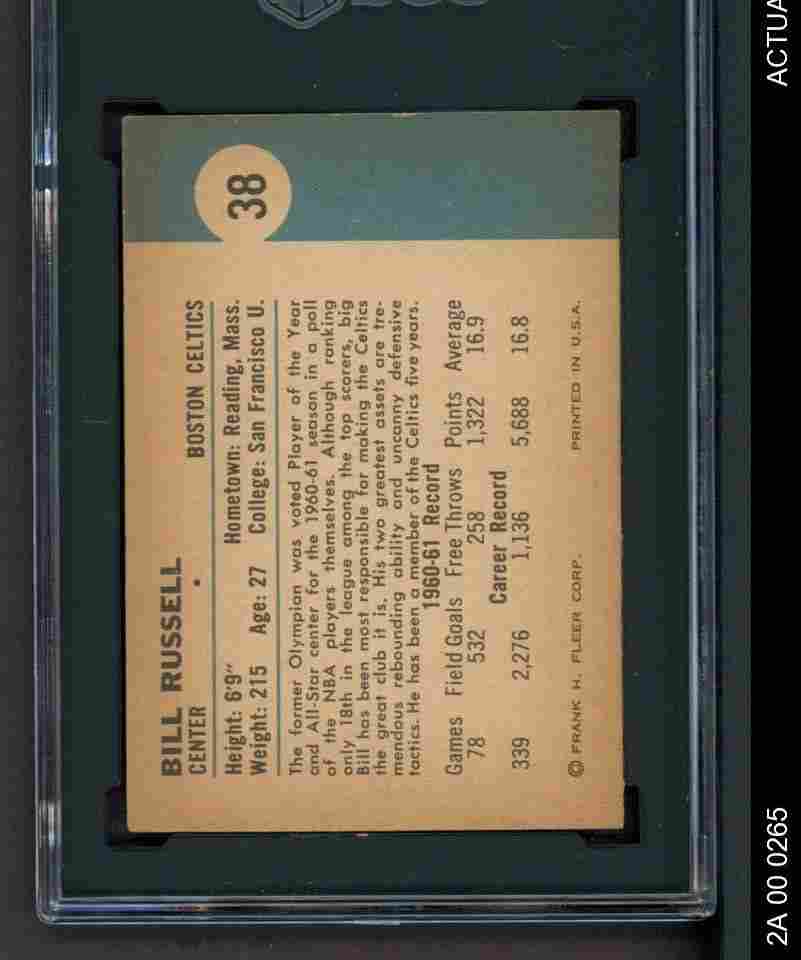 38
BILL RUSSELL
CENTER • BOSTON CELTICS
Height: 6'9" Hometown: Reading, Mass.
Weight: 215 Age: 27 College: San Francisco U.
The former Olympian was voted Player of the Year
and All-Star center for the 1960-61 season in a poll
of the NBA players themselves. Although ranking
only 18th in the league among the top scorers, big
Bill has been most responsible for making the Celtics
the great club it is. His two greatest assets are tre-
mendous rebounding ability and uncanny defensive
tactics. He has been a member of the Celtics five years.
1960-61 Record
Games Field Goals Free Throws Points Average
78 532 258 1,322 16.9
Career Record
339 2,276 1,136 5,688 16.8
© FRANK H. FLEER CORP. PRINTED IN U.S.A.
2A 00 0265 ACTUA